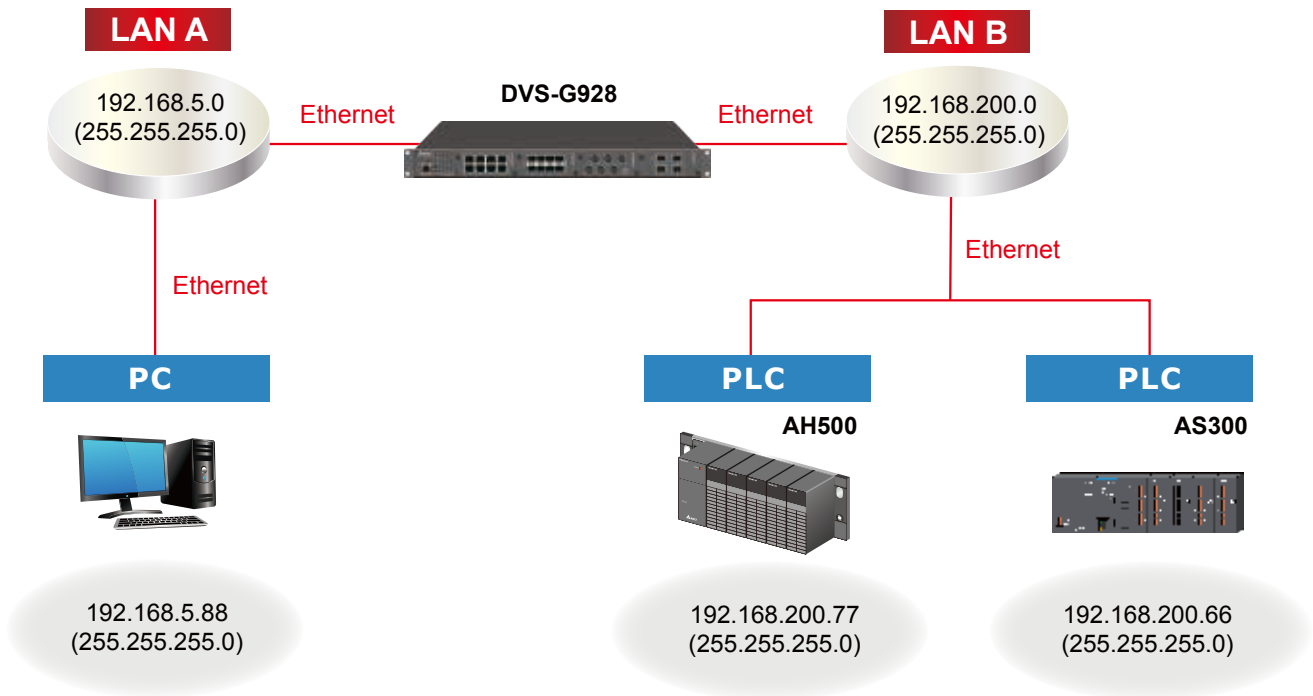 LAN A
LAN B
192.168.5.0
(255.255.255.0)
Ethernet
DVS-G928
Ethernet
192.168.200.0
(255.255.255.0)
Ethernet
Ethernet
PC
PLC
PLC
AH500
AS300
192.168.5.88
(255.255.255.0)
192.168.200.77
(255.255.255.0)
192.168.200.66
(255.255.255.0)